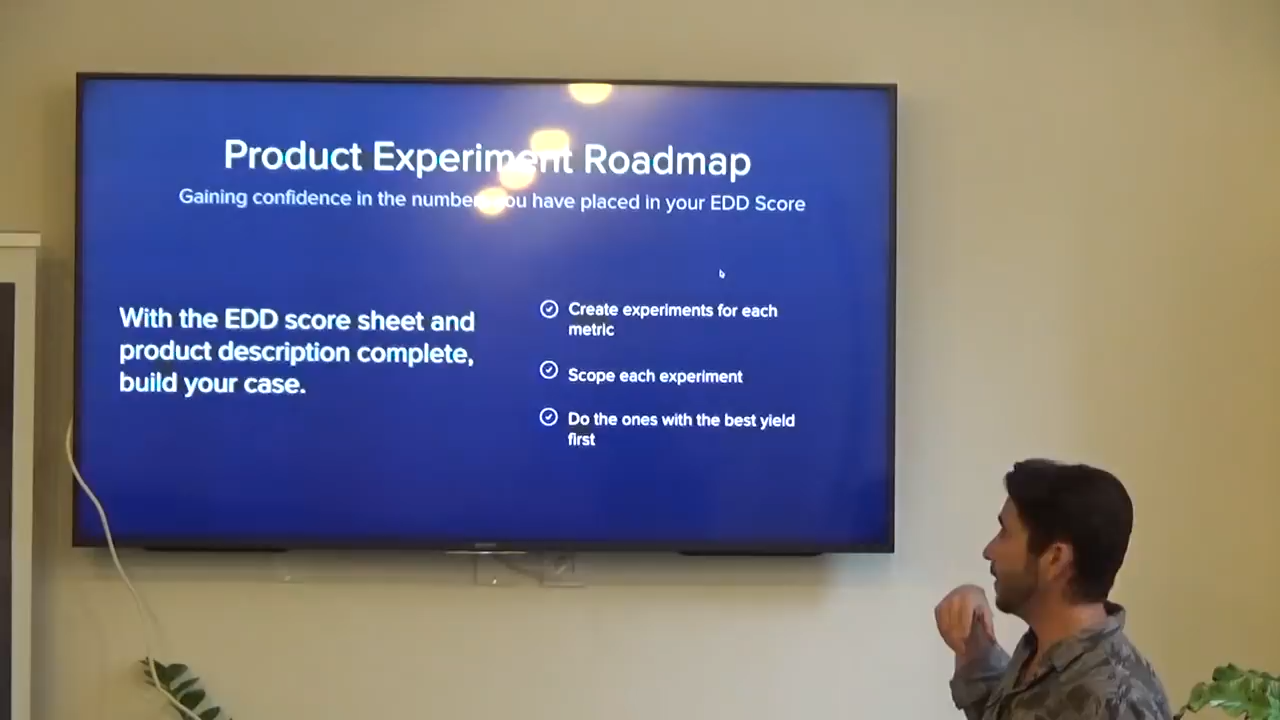 Product Experiment Roadmap
Gaining confidence in the numbers you have placed in your EDD Score
With the EDD score sheet and
product description complete,
build your case.
Create experiments for each
metric
Scope each experiment
Do the ones with the best yield
first